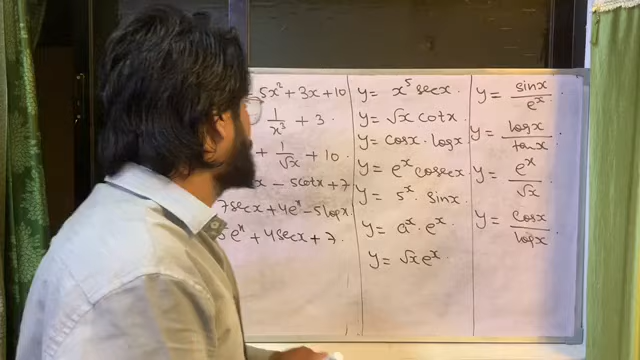 5x² + 3x + 10
1/x³ + 3.
+ 1/√x + 10
x − 5cotx + 7
7secx + 4eˣ − 5logx.
eˣ + 4secx + 7.
y = x⁵ secx.
y = √x cotx.
y = cosx · logx
y = eˣ cosecx
y = 5ˣ · sinx.
y = aˣ · eˣ.
y = √x eˣ.
y = sinx/eˣ.
y = logx/tanx.
y = eˣ/√x.
y = cosx/logx.